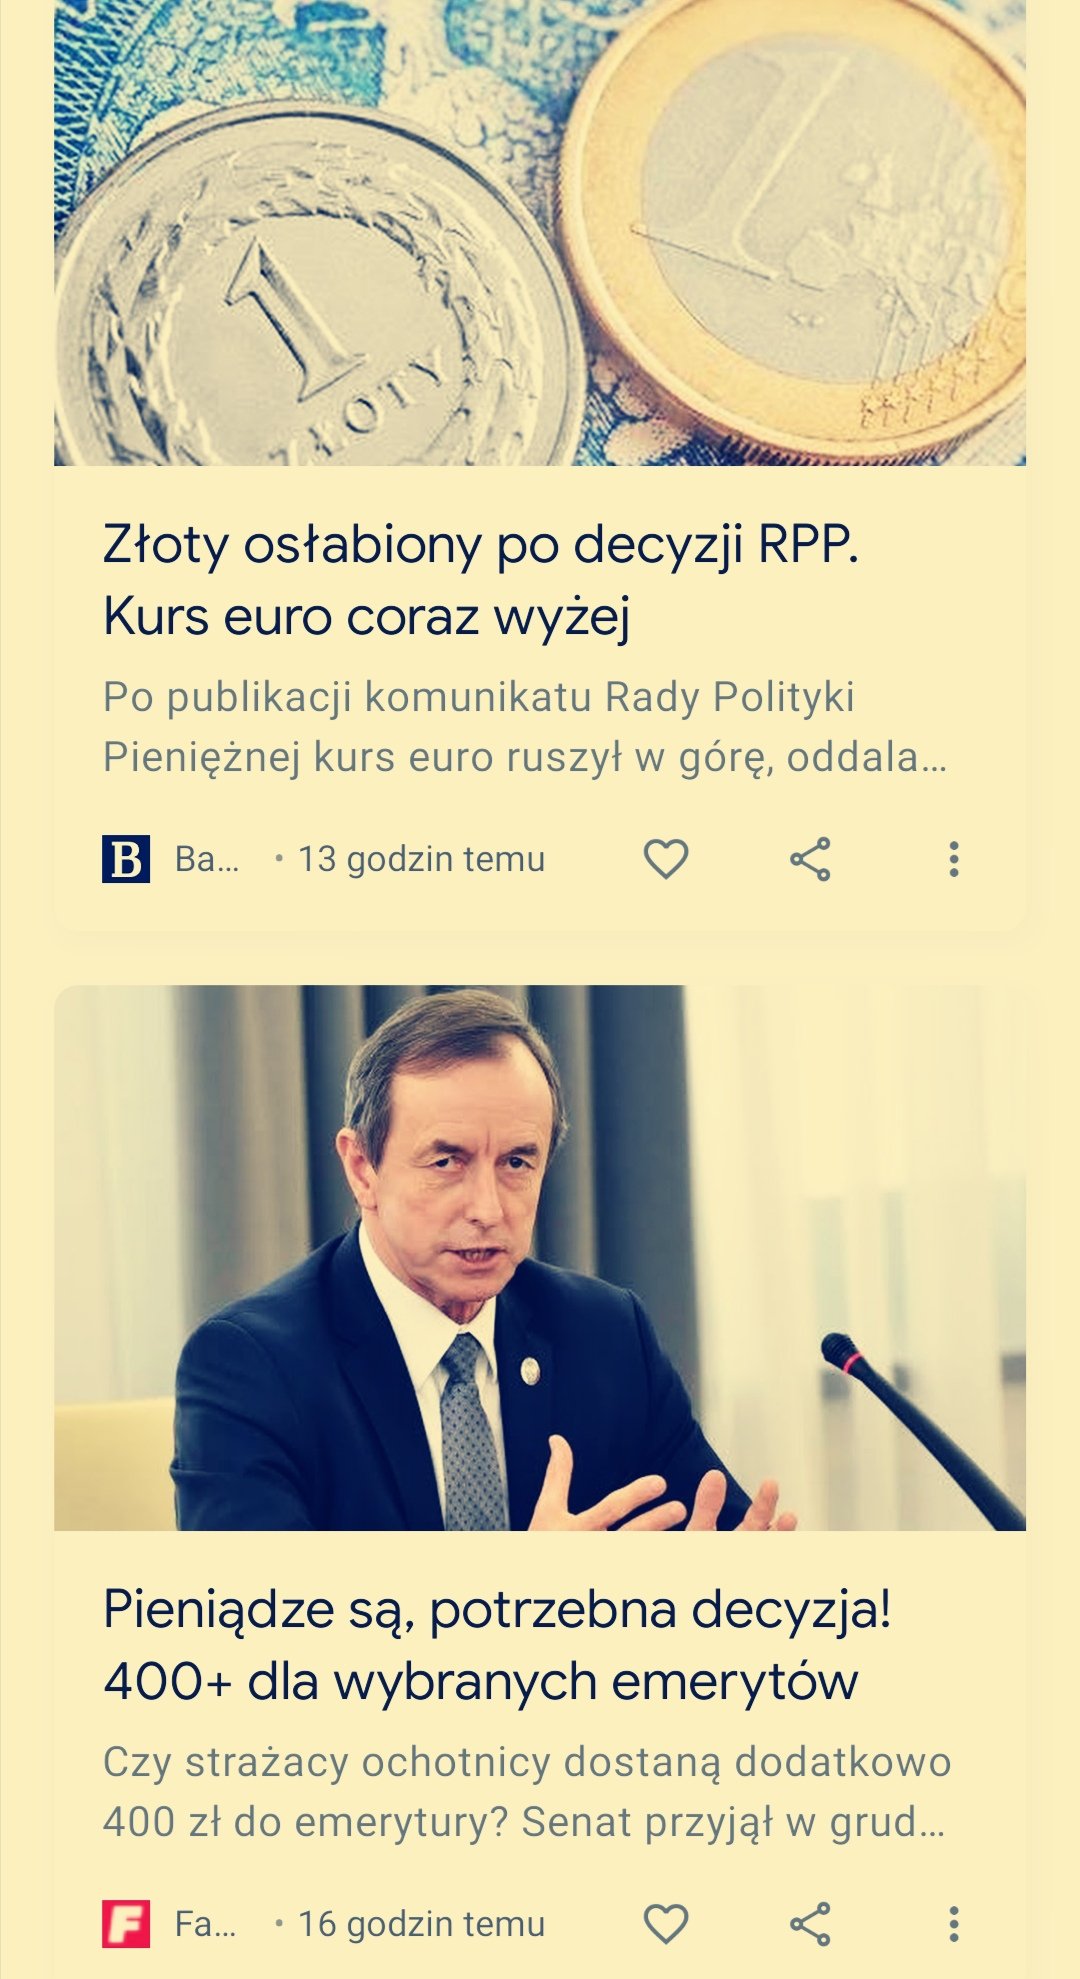 1
ZŁOTY
1
Złoty osłabiony po decyzji RPP.
Kurs euro coraz wyżej
Po publikacji komunikatu Rady Polityki
Pieniężnej kurs euro ruszył w górę, oddala…
B Ba… • 13 godzin temu
Pieniądze są, potrzebna decyzja!
400+ dla wybranych emerytów
Czy strażacy ochotnicy dostaną dodatkowo
400 zł do emerytury? Senat przyjął w grud…
F Fa… • 16 godzin temu